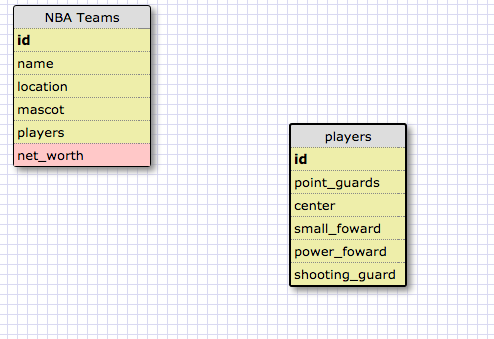 NBA Teams
id
name
location
mascot
players
net_worth
players
id
point_guards
center
small_foward
power_foward
shooting_guard